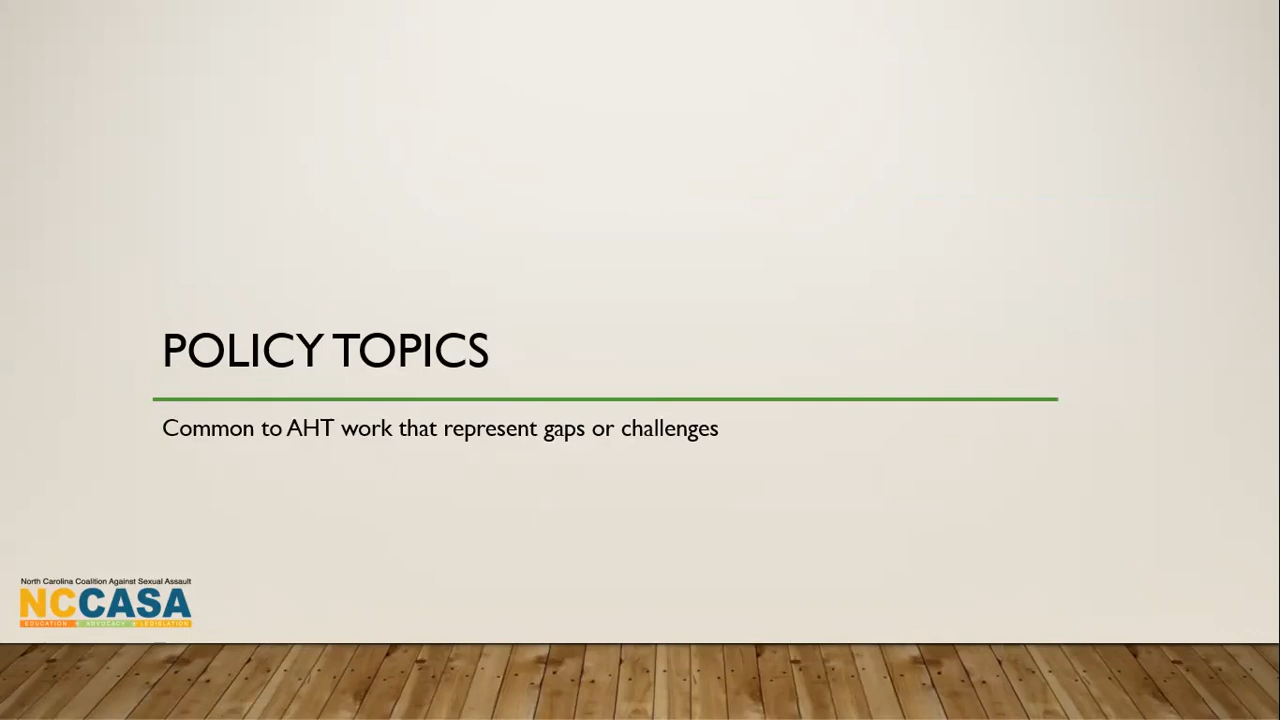 POLICY TOPICS
Common to AHT work that represent gaps or challenges
North Carolina Coalition Against Sexual Assault
NCCASA
EDUCATION • ADVOCACY • LEGISLATION